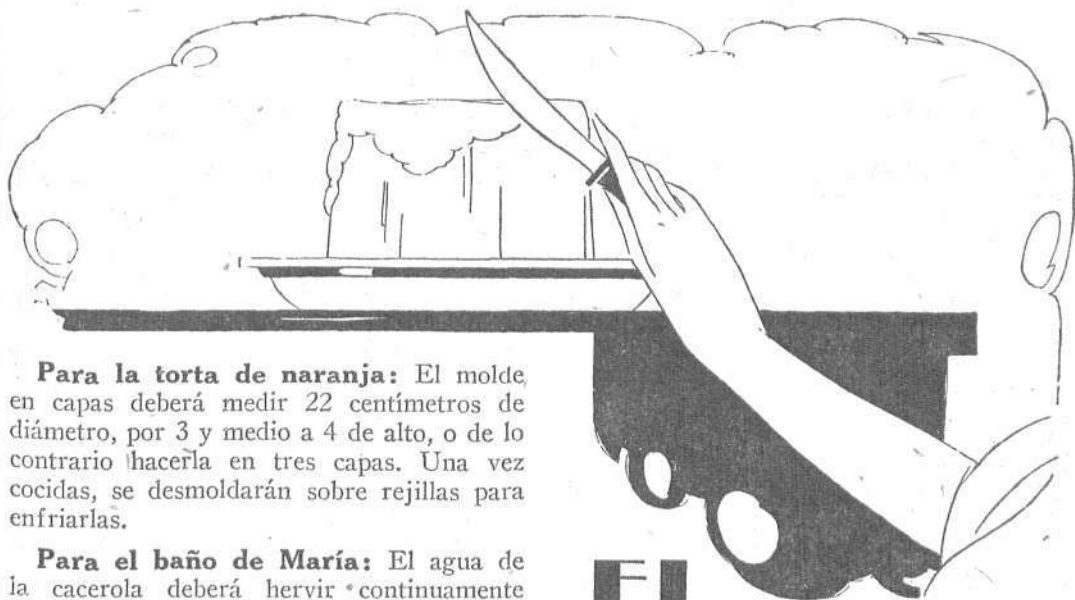 Para la torta de naranja: El molde
en capas deberá medir 22 centímetros de
diámetro, por 3 y medio a 4 de alto, o de lo
contrario hacerla en tres capas. Una vez
cocidas, se desmoldarán sobre rejillas para
enfriarlas.
Para el baño de María: El agua de
la cacerola deberá hervir continuamente